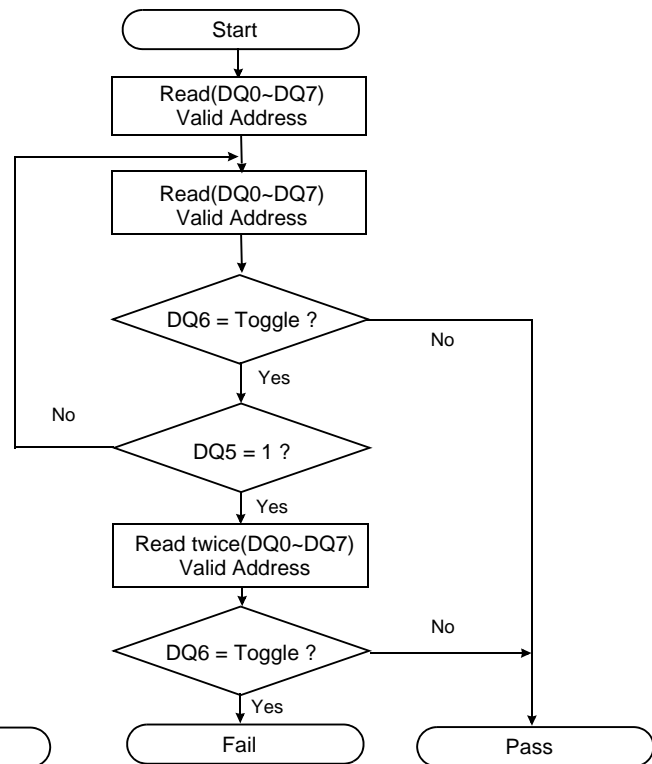 Start
Read(DQ0~DQ7)
Valid Address
Read(DQ0~DQ7)
Valid Address
DQ6 = Toggle ?
No
Yes
No
DQ5 = 1 ?
Yes
Read twice(DQ0~DQ7)
Valid Address
No
DQ6 = Toggle ?
Yes
Fail
Pass